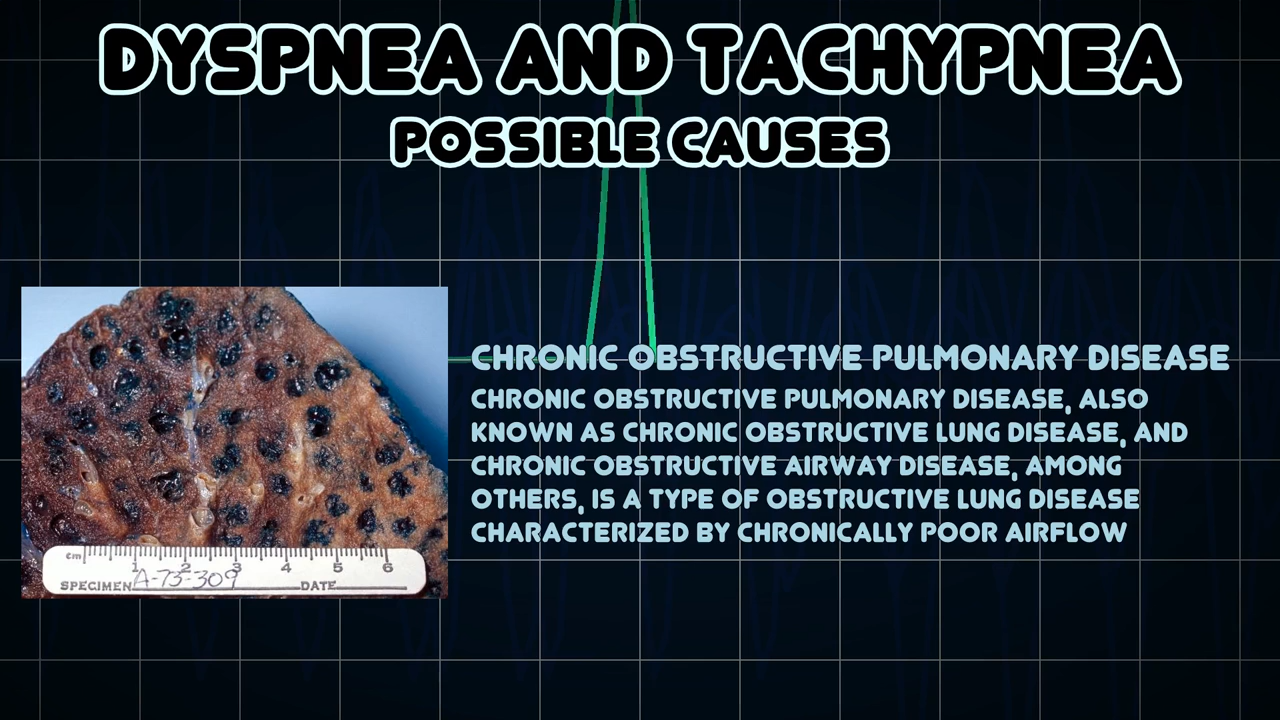 DYSPNEA AND TACHYPNEA
POSSIBLE CAUSES
CHRONIC OBSTRUCTIVE PULMONARY DISEASE
CHRONIC OBSTRUCTIVE PULMONARY DISEASE, ALSO
KNOWN AS CHRONIC OBSTRUCTIVE LUNG DISEASE, AND
CHRONIC OBSTRUCTIVE AIRWAY DISEASE, AMONG
OTHERS, IS A TYPE OF OBSTRUCTIVE LUNG DISEASE
CHARACTERIZED BY CHRONICALLY POOR AIRFLOW
cm 1 2 3 4 5 6
SPECIMEN A-73-309 DATE